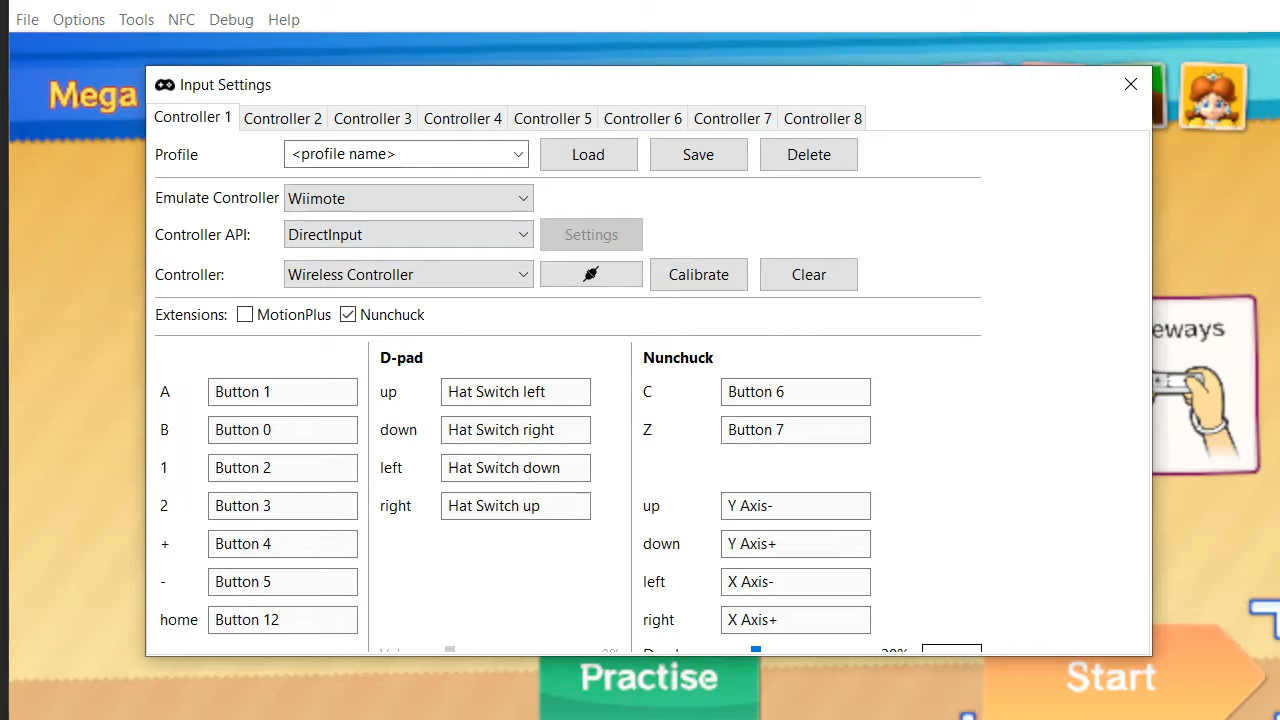 File Options Tools NFC Debug Help
Mega
Input Settings
Controller 1 Controller 2 Controller 3 Controller 4 Controller 5 Controller 6 Controller 7 Controller 8
Profile <profile name> Load Save Delete
Emulate Controller Wiimote
Controller API: DirectInput Settings
Controller: Wireless Controller Calibrate Clear
Extensions: MotionPlus Nunchuck
eways
D-pad Nunchuck
A Button 1 up Hat Switch left C Button 6
B Button 0 down Hat Switch right Z Button 7
1 Button 2 left Hat Switch down
2 Button 3 right Hat Switch up up Y Axis-
+ Button 4 down Y Axis+
- Button 5 left X Axis-
home Button 12 right X Axis+
Practise Start